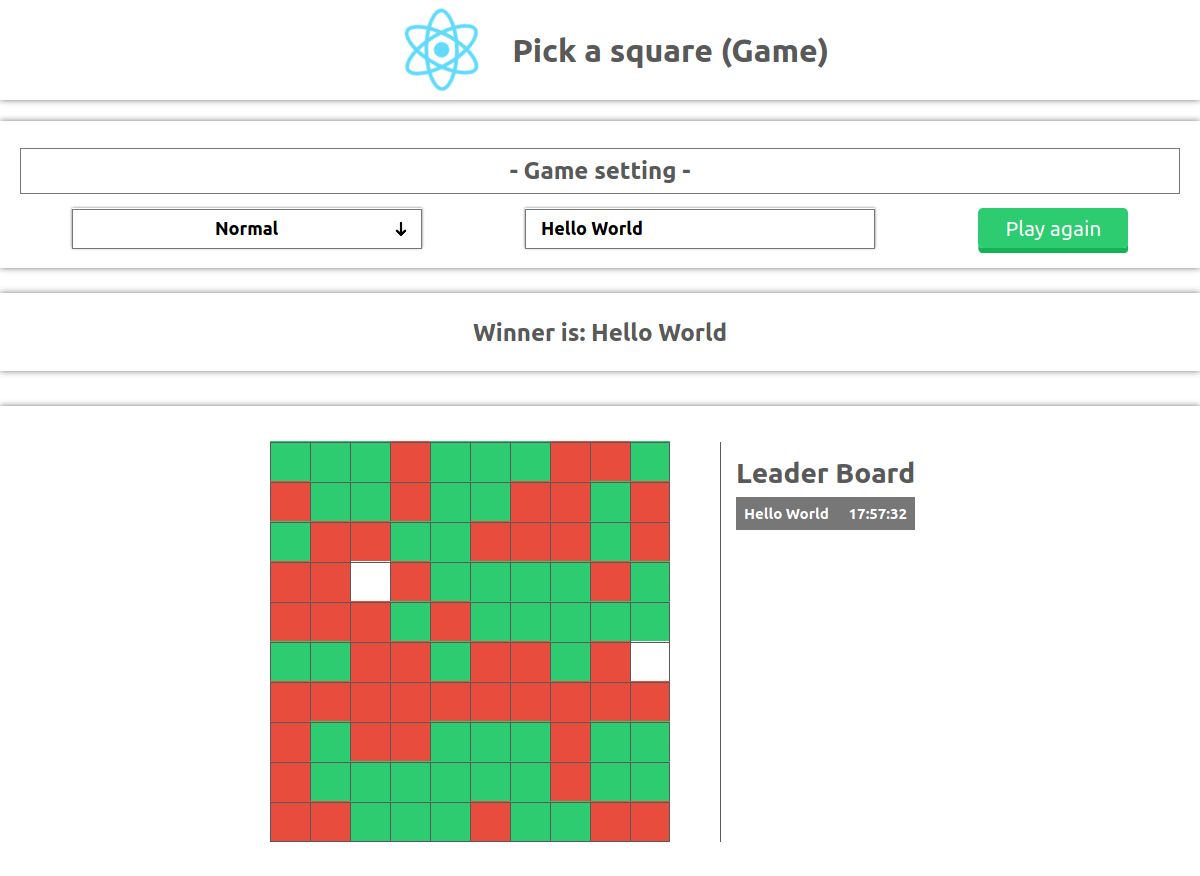 Pick a square (Game)
- Game setting -
Normal
Hello World
Play again
Winner is: Hello World
Leader Board
Hello World 17:57:32